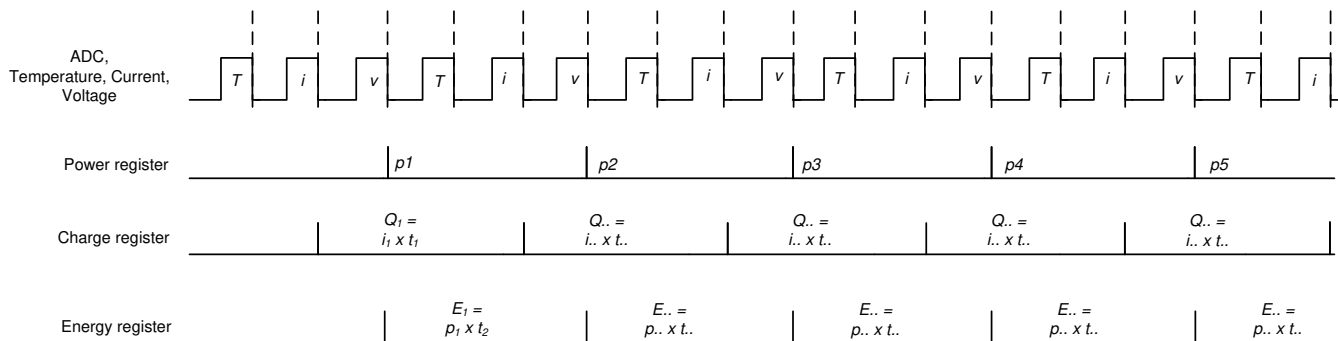 ADC,
Temperature, Current,
Voltage
T i v T i v T i v T i v T i v T i
Power register
p1 p2 p3 p4 p5
Charge register
Q1 = Q.. = Q.. = Q.. = Q.. =
i1 x t1 i.. x t.. i.. x t.. i.. x t.. i.. x t..
Energy register
E1 = E.. = E.. = E.. = E.. =
p1 x t2 p.. x t.. p.. x t.. p.. x t.. p.. x t..